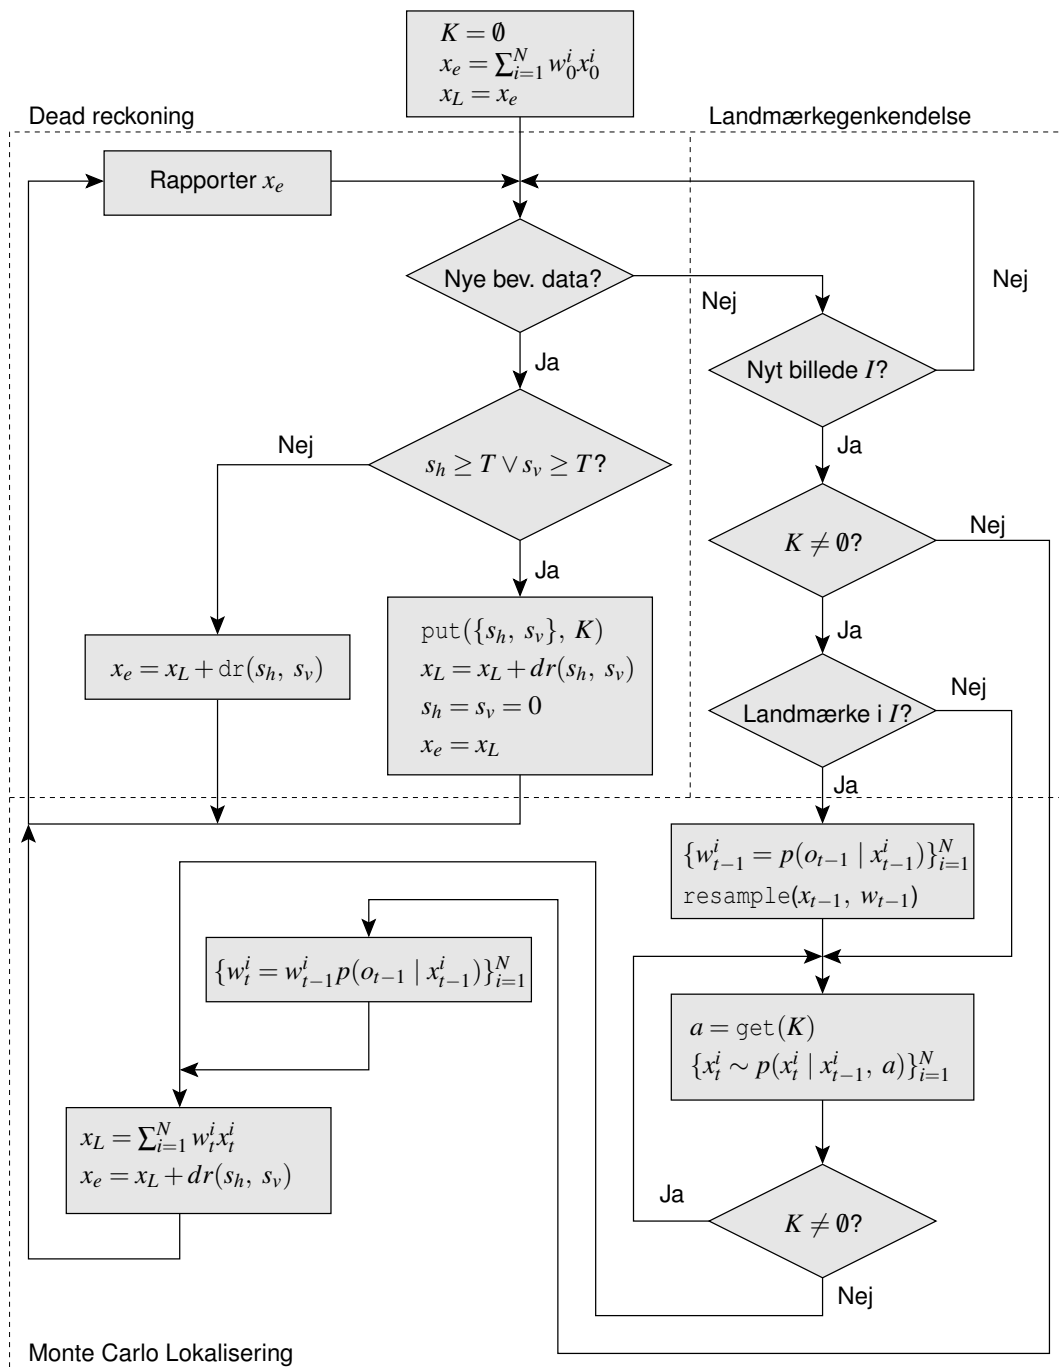 K = ∅
x_e = ∑_{i=1}^N w_0^i x_0^i
x_L = x_e
Dead reckoning
Landmærkegenkendelse
Rapporter x_e
Nye bev. data?
Nej
Nej
Ja
Nyt billede I?
Nej
Ja
s_h ≥ T ∨ s_v ≥ T?
Nej
K ≠ ∅?
Ja
Ja
put({s_h, s_v}, K)
x_L = x_L + dr(s_h, s_v)
s_h = s_v = 0
x_e = x_L
x_e = x_L + dr(s_h, s_v)
Nej
Landmærke i I?
Ja
{w_{t−1}^i = p(o_{t−1} | x_{t−1}^i)}_{i=1}^N
resample(x_{t−1}, w_{t−1})
{w_t^i = w_{t−1}^i p(o_{t−1} | x_{t−1}^i)}_{i=1}^N
a = get(K)
{x_t^i ∼ p(x_t^i | x_{t−1}^i, a)}_{i=1}^N
x_L = ∑_{i=1}^N w_t^i x_t^i
x_e = x_L + dr(s_h, s_v)
Ja
K ≠ ∅?
Nej
Monte Carlo Lokalisering